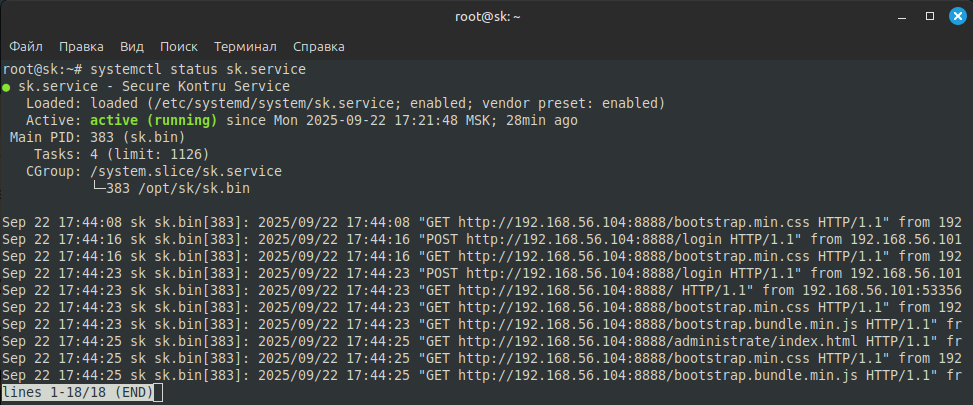 root@sk:~
Файл Правка Вид Поиск Терминал Справка
root@sk:~# systemctl status sk.service
● sk.service - Secure Kontru Service
   Loaded: loaded (/etc/systemd/system/sk.service; enabled; vendor preset: enabled)
   Active: active (running) since Mon 2025-09-22 17:21:48 MSK; 28min ago
 Main PID: 383 (sk.bin)
    Tasks: 4 (limit: 1126)
   CGroup: /system.slice/sk.service
           └─383 /opt/sk/sk.bin
Sep 22 17:44:08 sk sk.bin[383]: 2025/09/22 17:44:08 "GET http://192.168.56.104:8888/bootstrap.min.css HTTP/1.1" from 192
Sep 22 17:44:16 sk sk.bin[383]: 2025/09/22 17:44:16 "POST http://192.168.56.104:8888/login HTTP/1.1" from 192.168.56.101
Sep 22 17:44:16 sk sk.bin[383]: 2025/09/22 17:44:16 "GET http://192.168.56.104:8888/bootstrap.min.css HTTP/1.1" from 192
Sep 22 17:44:23 sk sk.bin[383]: 2025/09/22 17:44:23 "POST http://192.168.56.104:8888/login HTTP/1.1" from 192.168.56.101
Sep 22 17:44:23 sk sk.bin[383]: 2025/09/22 17:44:23 "GET http://192.168.56.104:8888/ HTTP/1.1" from 192.168.56.101:53356
Sep 22 17:44:23 sk sk.bin[383]: 2025/09/22 17:44:23 "GET http://192.168.56.104:8888/bootstrap.min.css HTTP/1.1" from 192
Sep 22 17:44:23 sk sk.bin[383]: 2025/09/22 17:44:23 "GET http://192.168.56.104:8888/bootstrap.bundle.min.js HTTP/1.1" fr
Sep 22 17:44:25 sk sk.bin[383]: 2025/09/22 17:44:25 "GET http://192.168.56.104:8888/administrate/index.html HTTP/1.1" fr
Sep 22 17:44:25 sk sk.bin[383]: 2025/09/22 17:44:25 "GET http://192.168.56.104:8888/bootstrap.min.css HTTP/1.1" from 192
Sep 22 17:44:25 sk sk.bin[383]: 2025/09/22 17:44:25 "GET http://192.168.56.104:8888/bootstrap.bundle.min.js HTTP/1.1" fr
lines 1-18/18 (END)